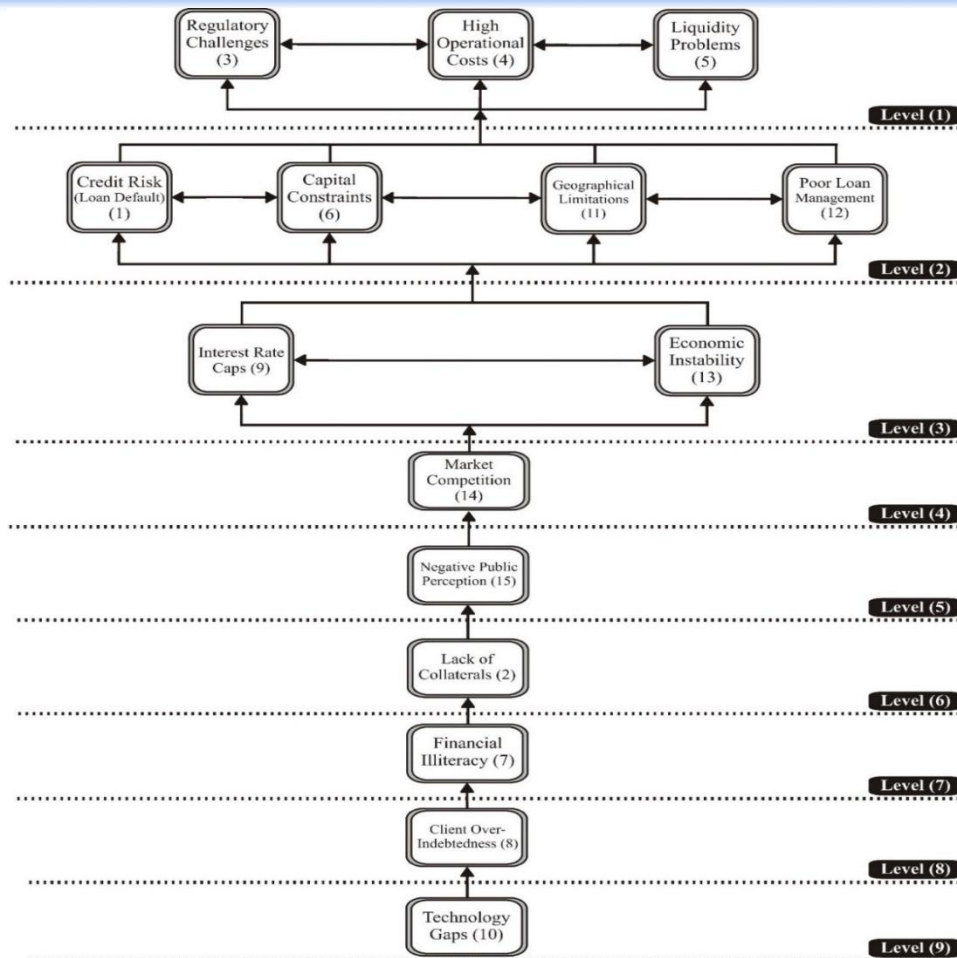 Regulatory
Challenges
(3)
High
Operational
Costs (4)
Liquidity
Problems
(5)
Level (1)
Credit Risk
(Loan Default)
(1)
Capital
Constraints
(6)
Geographical
Limitations
(11)
Poor Loan
Management
(12)
Level (2)
Interest Rate
Caps (9)
Economic
Instability
(13)
Level (3)
Market
Competition
(14)
Level (4)
Negative Public
Perception (15)
Level (5)
Lack of
Collaterals (2)
Level (6)
Financial
Illiteracy (7)
Level (7)
Client Over-
Indebtedness (8)
Level (8)
Technology
Gaps (10)
Level (9)